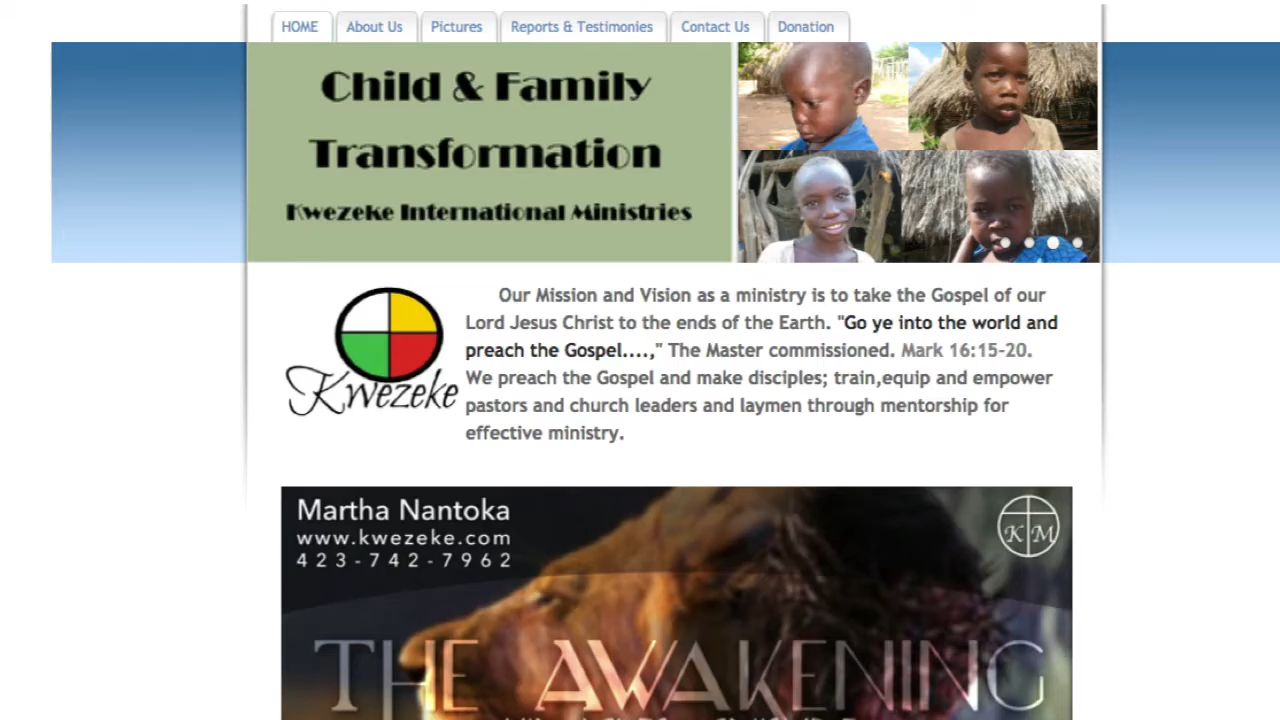 HOME About Us Pictures Reports & Testimonies Contact Us Donation
Child & Family
Transformation
Kwezeke International Ministries
Our Mission and Vision as a ministry is to take the Gospel of our
Lord Jesus Christ to the ends of the Earth. "Go ye into the world and
preach the Gospel....," The Master commissioned. Mark 16:15-20.
We preach the Gospel and make disciples; train,equip and empower
pastors and church leaders and laymen through mentorship for
effective ministry.
Kwezeke
Martha Nantoka
www.kwezeke.com
423-742-7962
K M
THE AWAKENING